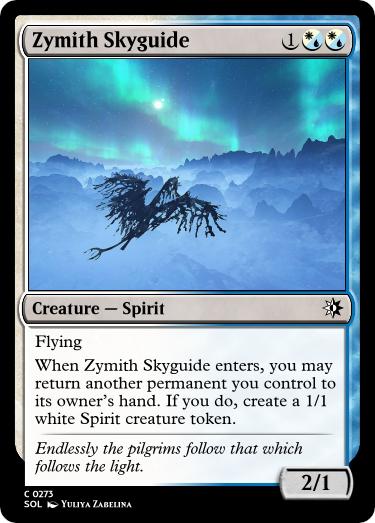 Zymith Skyguide 1
Creature — Spirit
Flying
When Zymith Skyguide enters, you may
return another permanent you control to
its owner's hand. If you do, create a 1/1
white Spirit creature token.
Endlessly the pilgrims follow that which
follows the light.
2/1
C 0273
SOL Yuliya Zabelina